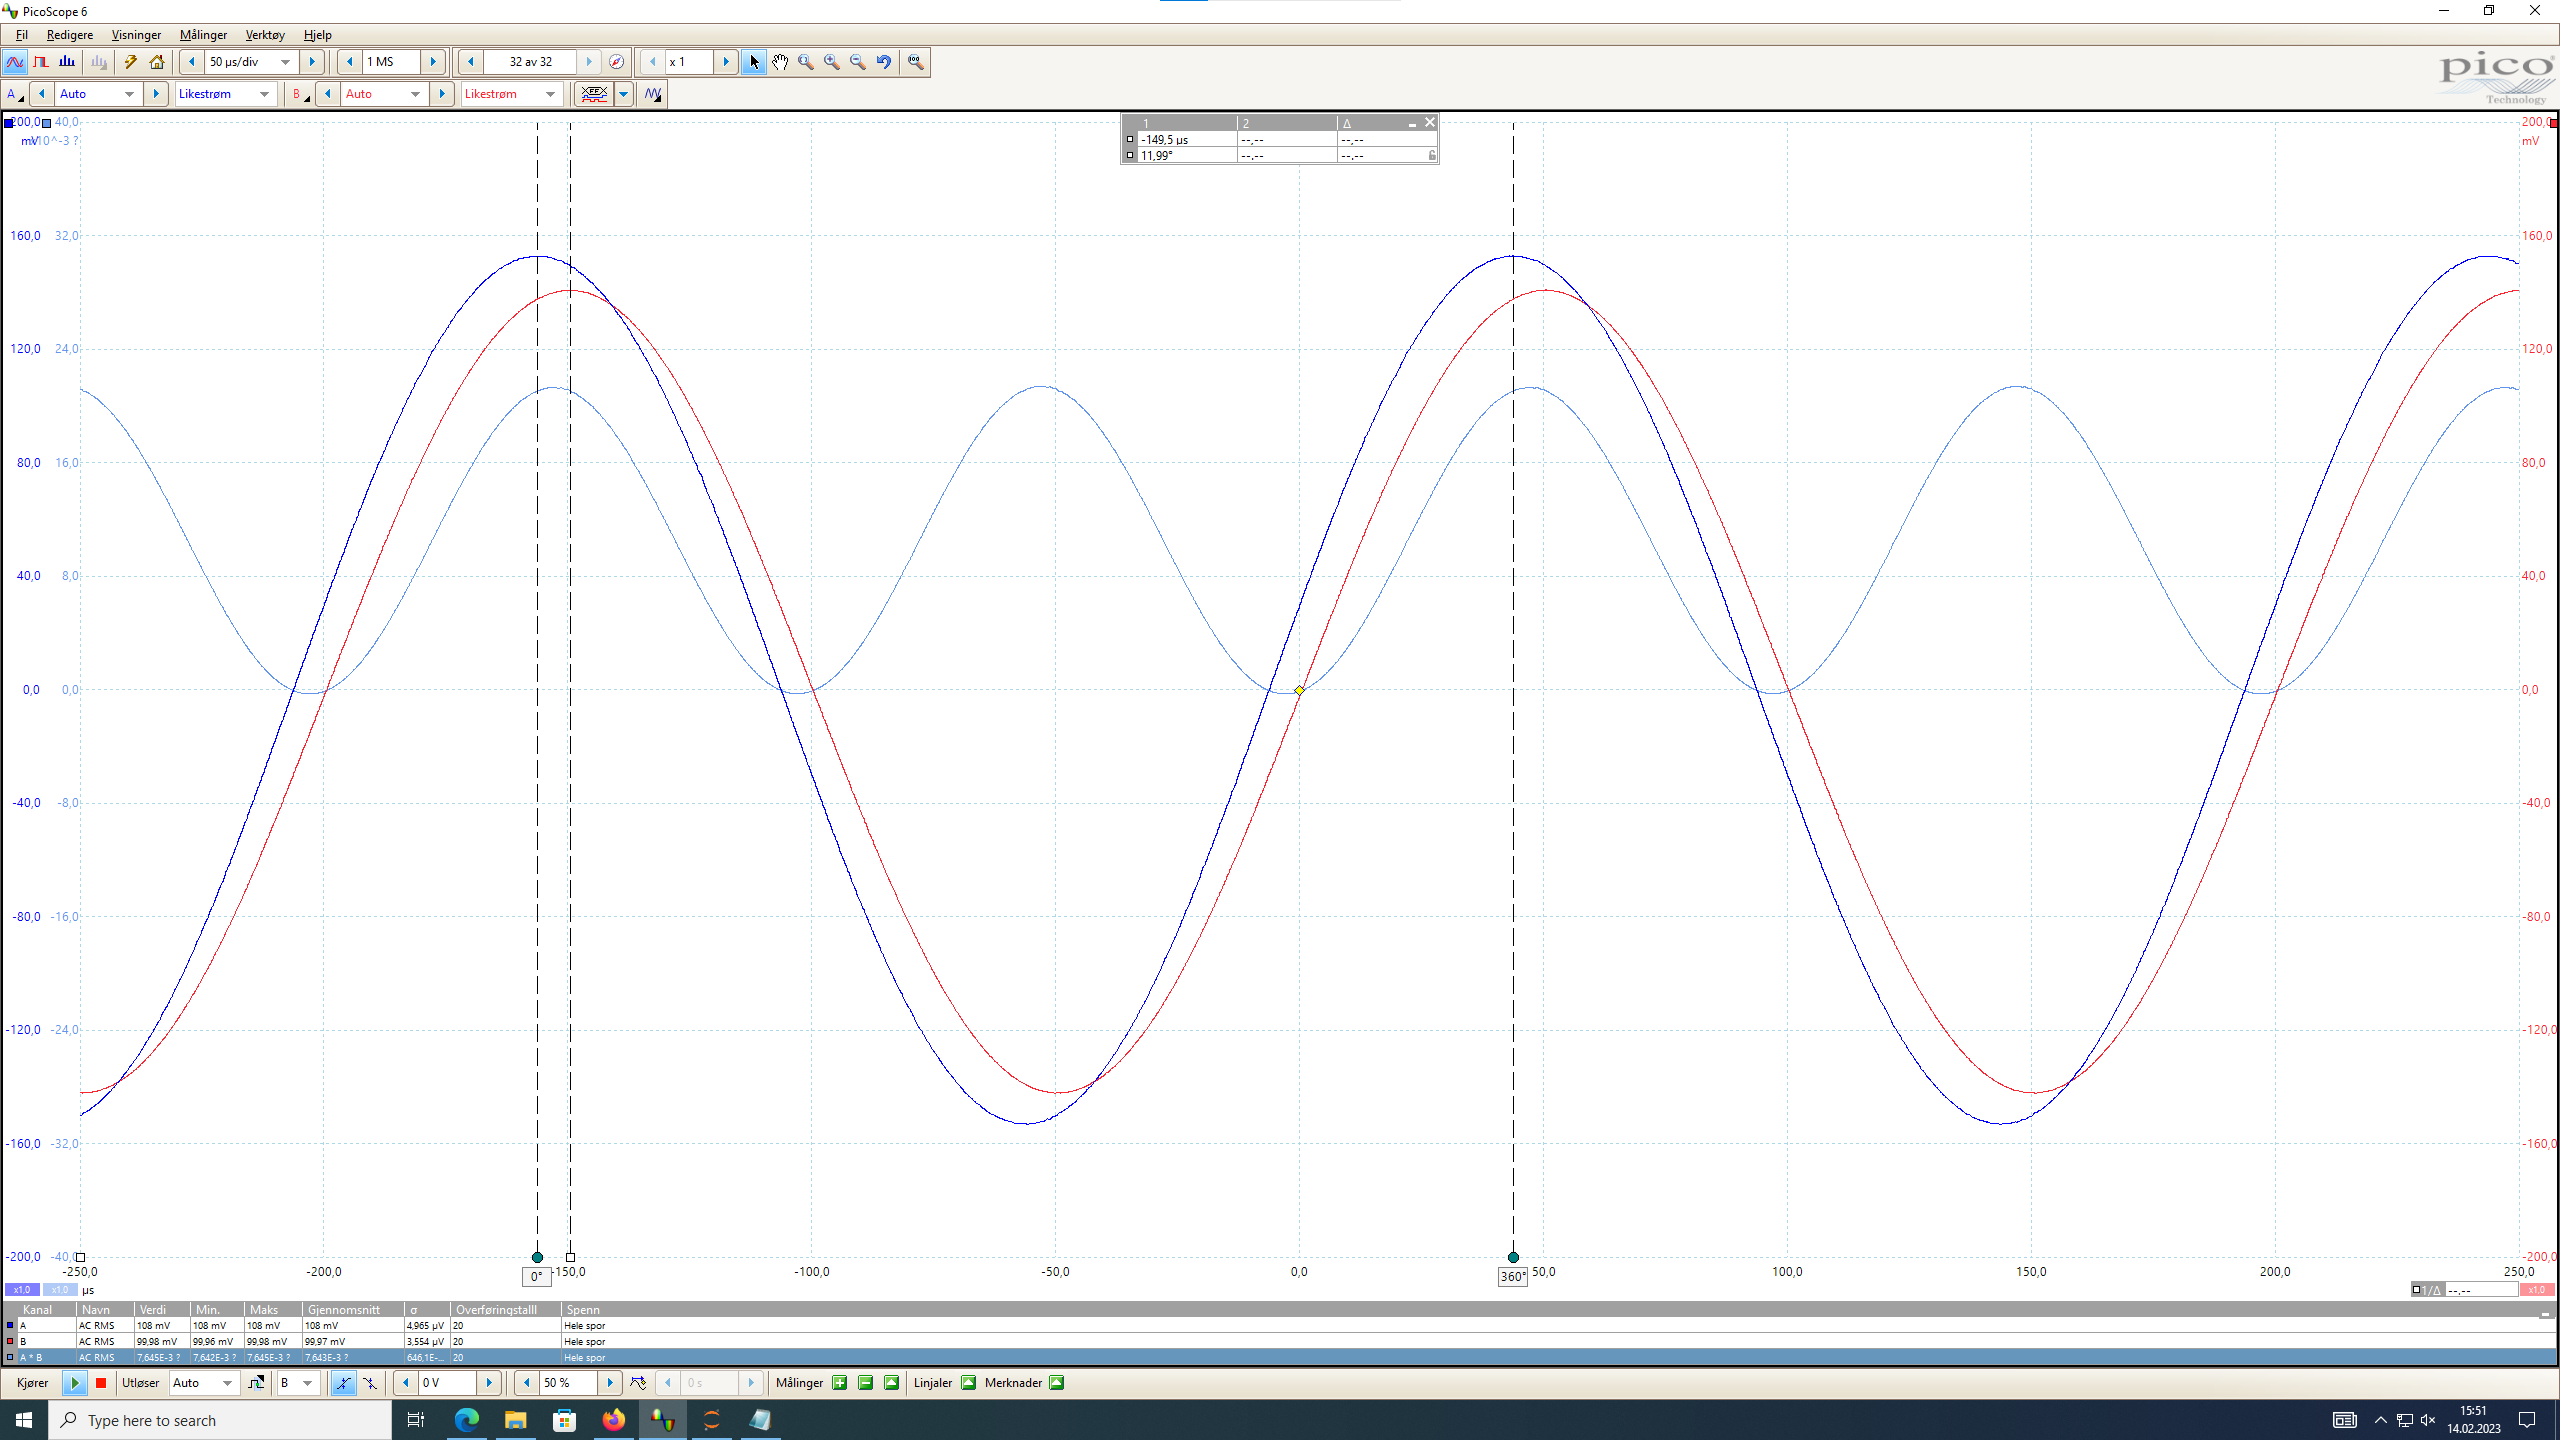 PicoScope 6
Fil Redigere Visninger Målinger Verktøy Hjelp
50 µs/div 1 MS 32 av 32 x 1
A Auto Likestrøm B Auto Likestrøm
pico
Technology
200,0 40,0 200,0
mV 10^-3 ? mV
1 2 Δ
-149,5 µs --,-- --,--
11,99° --,-- --,--
160,0 32,0 160,0
120,0 24,0 120,0
80,0 16,0 80,0
40,0 8,0 40,0
0,0 0,0 0,0
-40,0 -8,0 -40,0
-80,0 -16,0 -80,0
-120,0 -24,0 -120,0
-160,0 -32,0 -160,0
-200,0 -40,0 -200,0
-250,0 -200,0 0° -150,0 -100,0 -50,0 0,0 360° 50,0 100,0 150,0 200,0 250,0
x1,0 x1,0 µs 1/Δ --,-- x1,0
Kanal Navn Verdi Min. Maks Gjennomsnitt σ Overføringstalll Spenn
A AC RMS 108 mV 108 mV 108 mV 108 mV 4,965 µV 20 Hele spor
B AC RMS 99,98 mV 99,96 mV 99,98 mV 99,97 mV 3,554 µV 20 Hele spor
A * B AC RMS 7,645E-3 ? 7,642E-3 ? 7,645E-3 ? 7,643E-3 ? 646,1E-... 20 Hele spor
Kjører Utløser Auto B 0 V 50 % 0 s Målinger Linjaler Merknader
Type here to search
15:51
14.02.2023